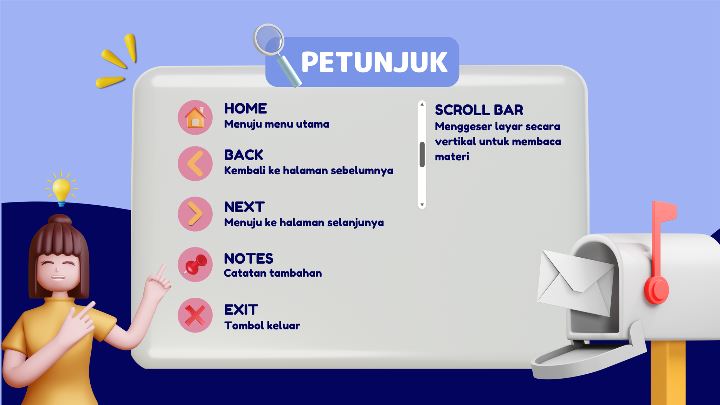 PETUNJUK
HOME
Menuju menu utama
BACK
Kembali ke halaman sebelumnya
NEXT
Menuju ke halaman selanjunya
NOTES
Catatan tambahan
EXIT
Tombol keluar
SCROLL BAR
Menggeser layar secara
vertikal untuk membaca
materi